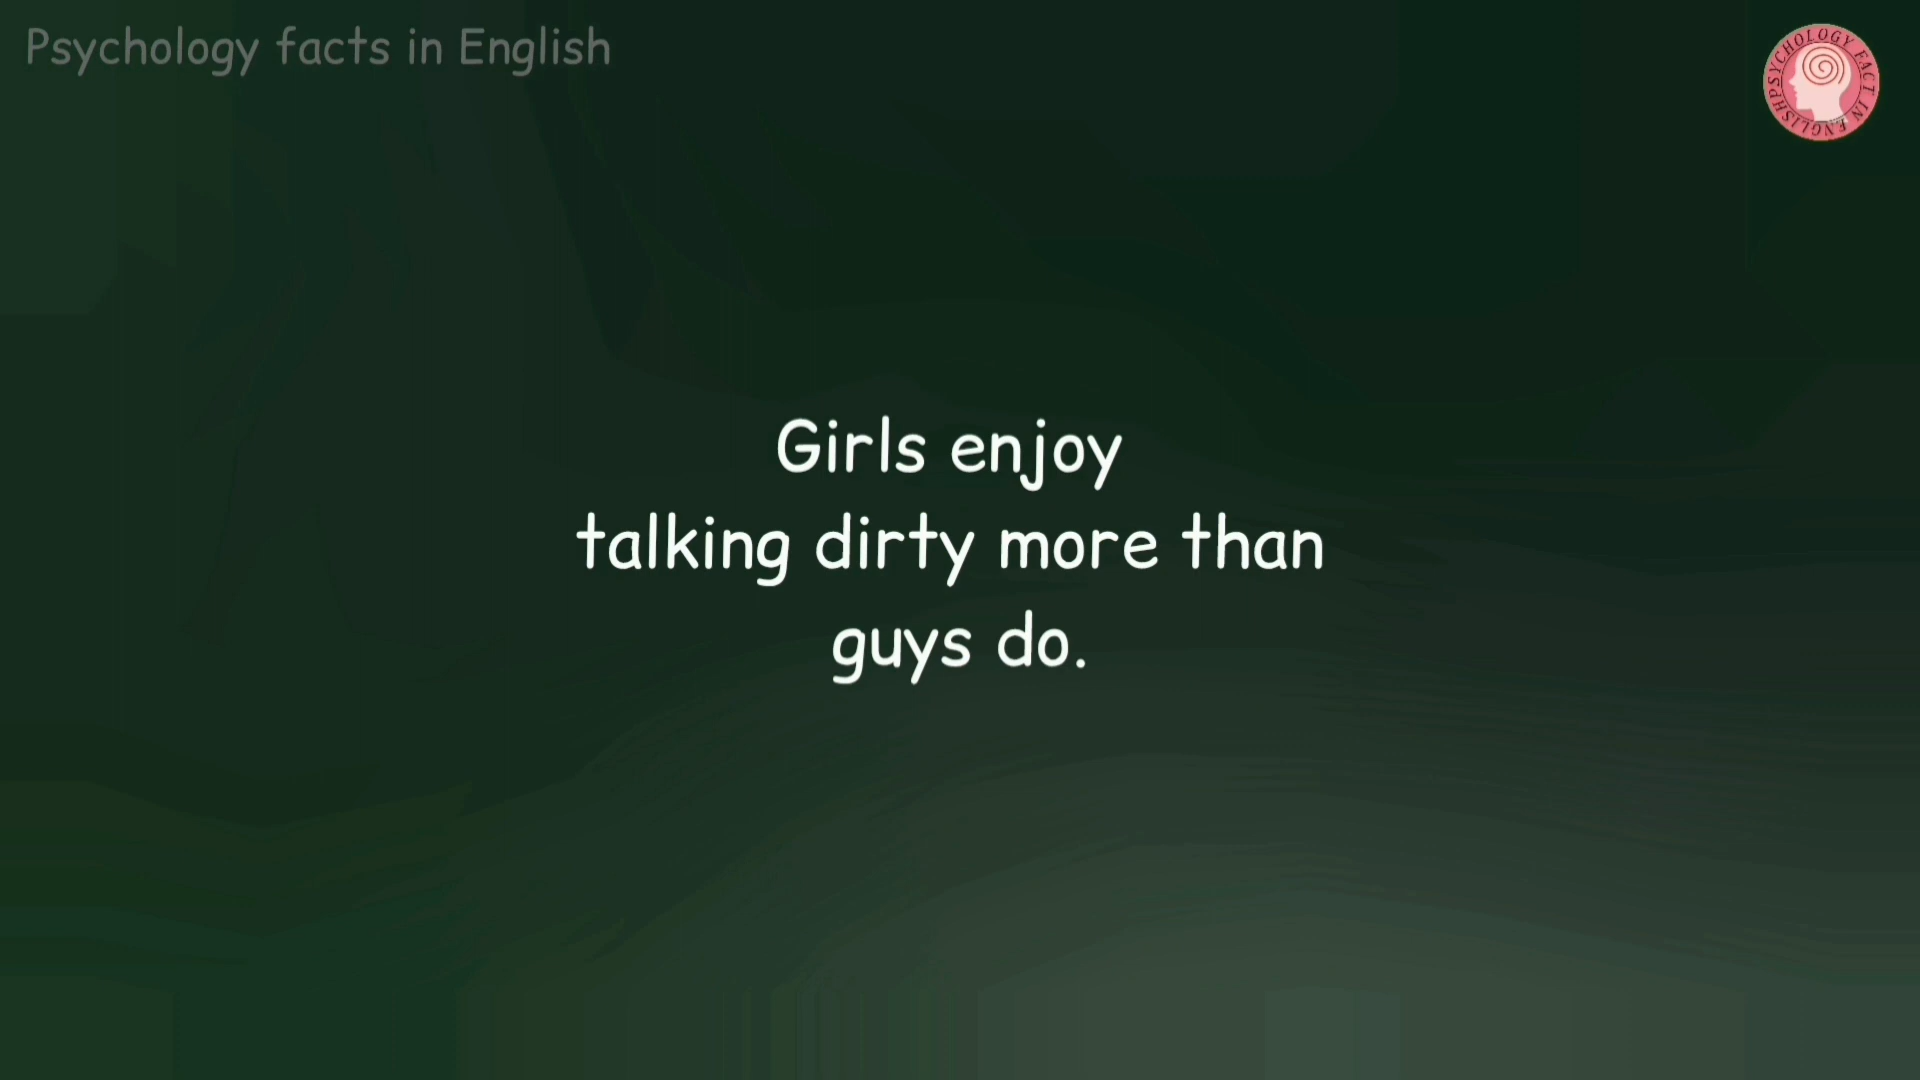 Psychology facts in English
PSYCHOLOGY FACT IN ENGLISH
Girls enjoy
talking dirty more than
guys do.